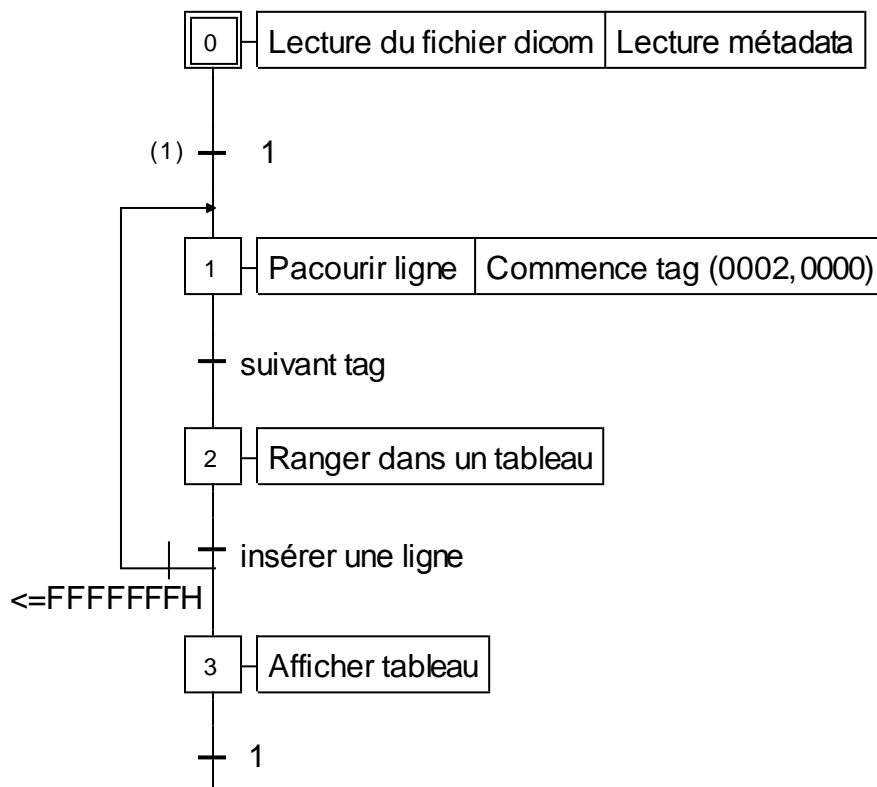 0 Lecture du fichier dicom Lecture métadata
(1) 1
1 Pacourir ligne Commence tag (0002,0000)
suivant tag
2 Ranger dans un tableau
insérer une ligne
<=FFFFFFFH
3 Afficher tableau
1